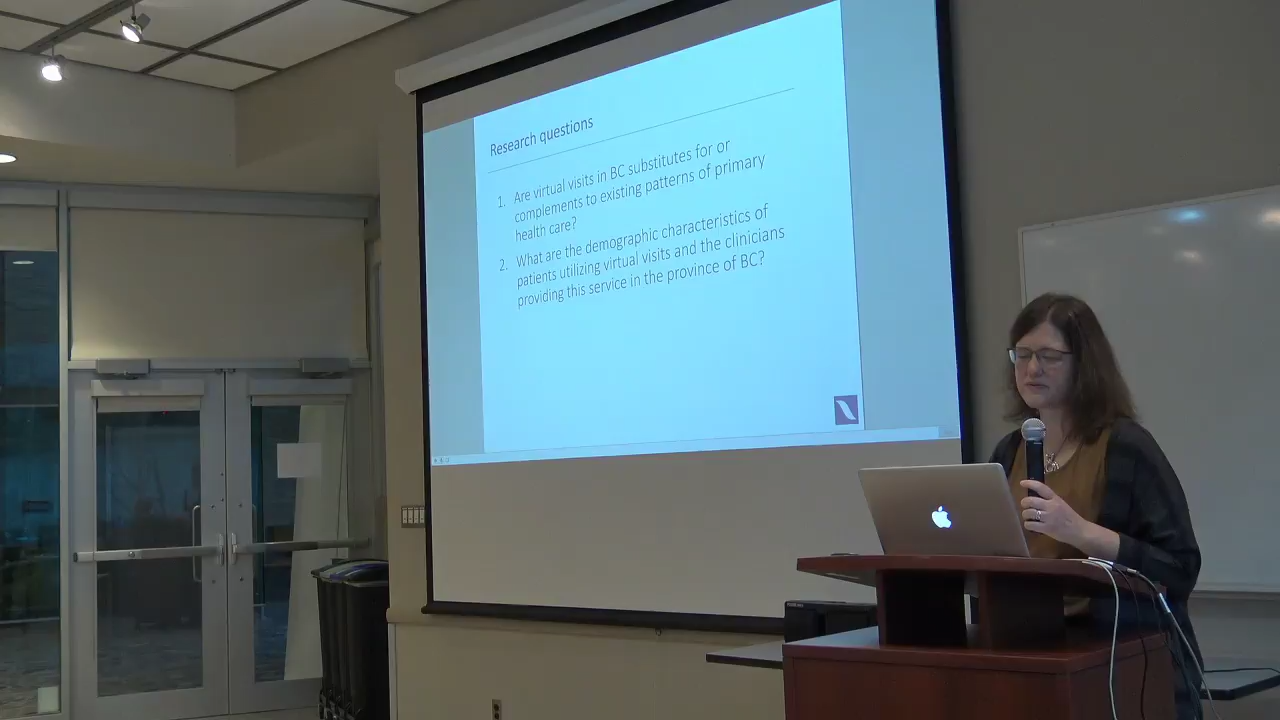 Research questions
1. Are virtual visits in BC substitutes for or
complements to existing patterns of primary
health care?
2. What are the demographic characteristics of
patients utilizing virtual visits and the clinicians
providing this service in the province of BC?